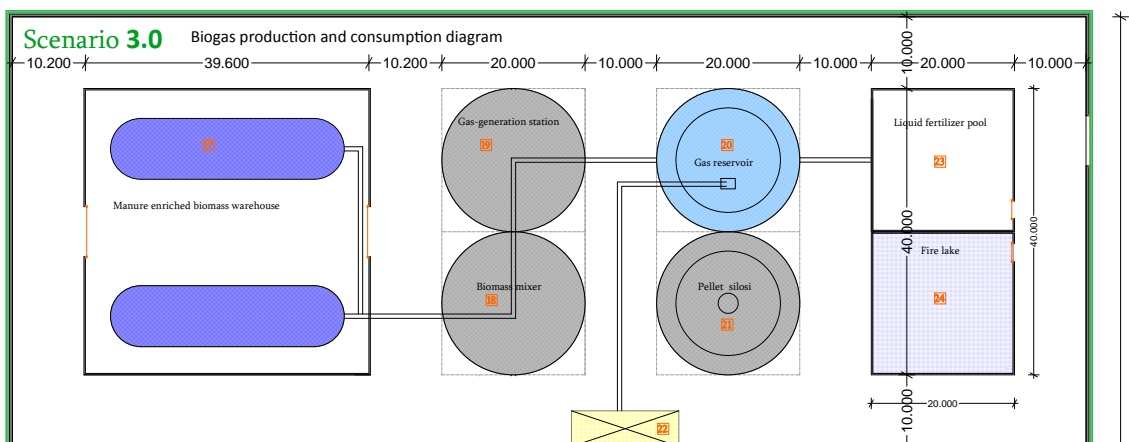 Scenario 3.0 Biogas production and consumption diagram
10.200 39.600 10.200 20.000 10.000 20.000 10.000 20.000 10.000
10.000
Gas-generation station
Liquid fertilizer pool
19
20
Gas reservoir
23
Manure enriched biomass warehouse
40.000
40.000
Fire lake
Biomass mixer
18
Pellet silosi
21
24
20.000
10.000
22